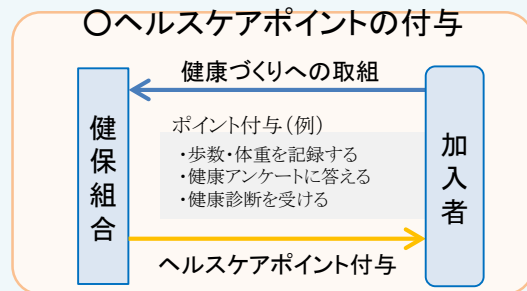 〇ヘルスケアポイントの付与
健康づくりへの取組
健保組合
ポイント付与(例)
・歩数・体重を記録する
・健康アンケートに答える
・健康診断を受ける
加入者
ヘルスケアポイント付与